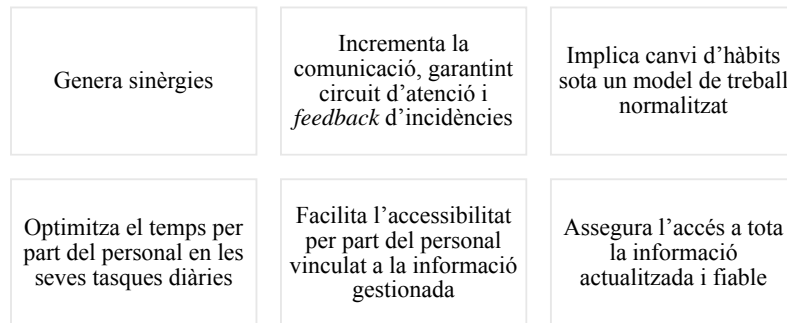 Genera sinèrgies
Incrementa la
comunicació, garantint
circuit d’atenció i
feedback d’incidències
Implica canvi d’hàbits
sota un model de treball
normalitzat
Optimitza el temps per
part del personal en les
seves tasques diàries
Facilita l’accessibilitat
per part del personal
vinculat a la informació
gestionada
Assegura l’accés a tota
la informació
actualitzada i fiable